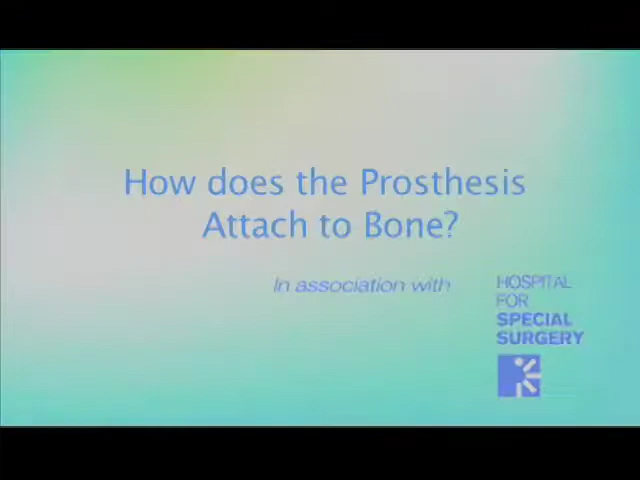 How does the Prosthesis
Attach to Bone?
In association with
HOSPITAL
FOR
SPECIAL
SURGERY